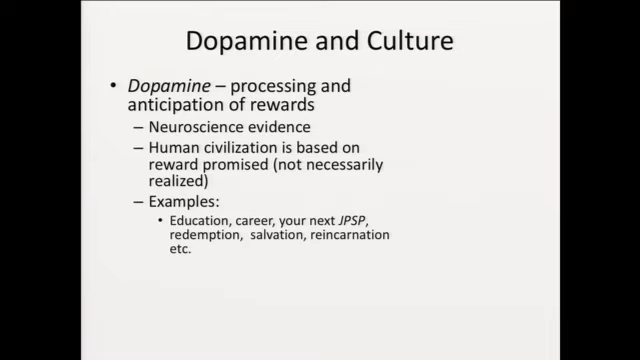 Dopamine and Culture
• Dopamine – processing and
anticipation of rewards
– Neuroscience evidence
– Human civilization is based on
reward promised (not necessarily
realized)
– Examples:
• Education, career, your next JPSP,
redemption, salvation, reincarnation
etc.